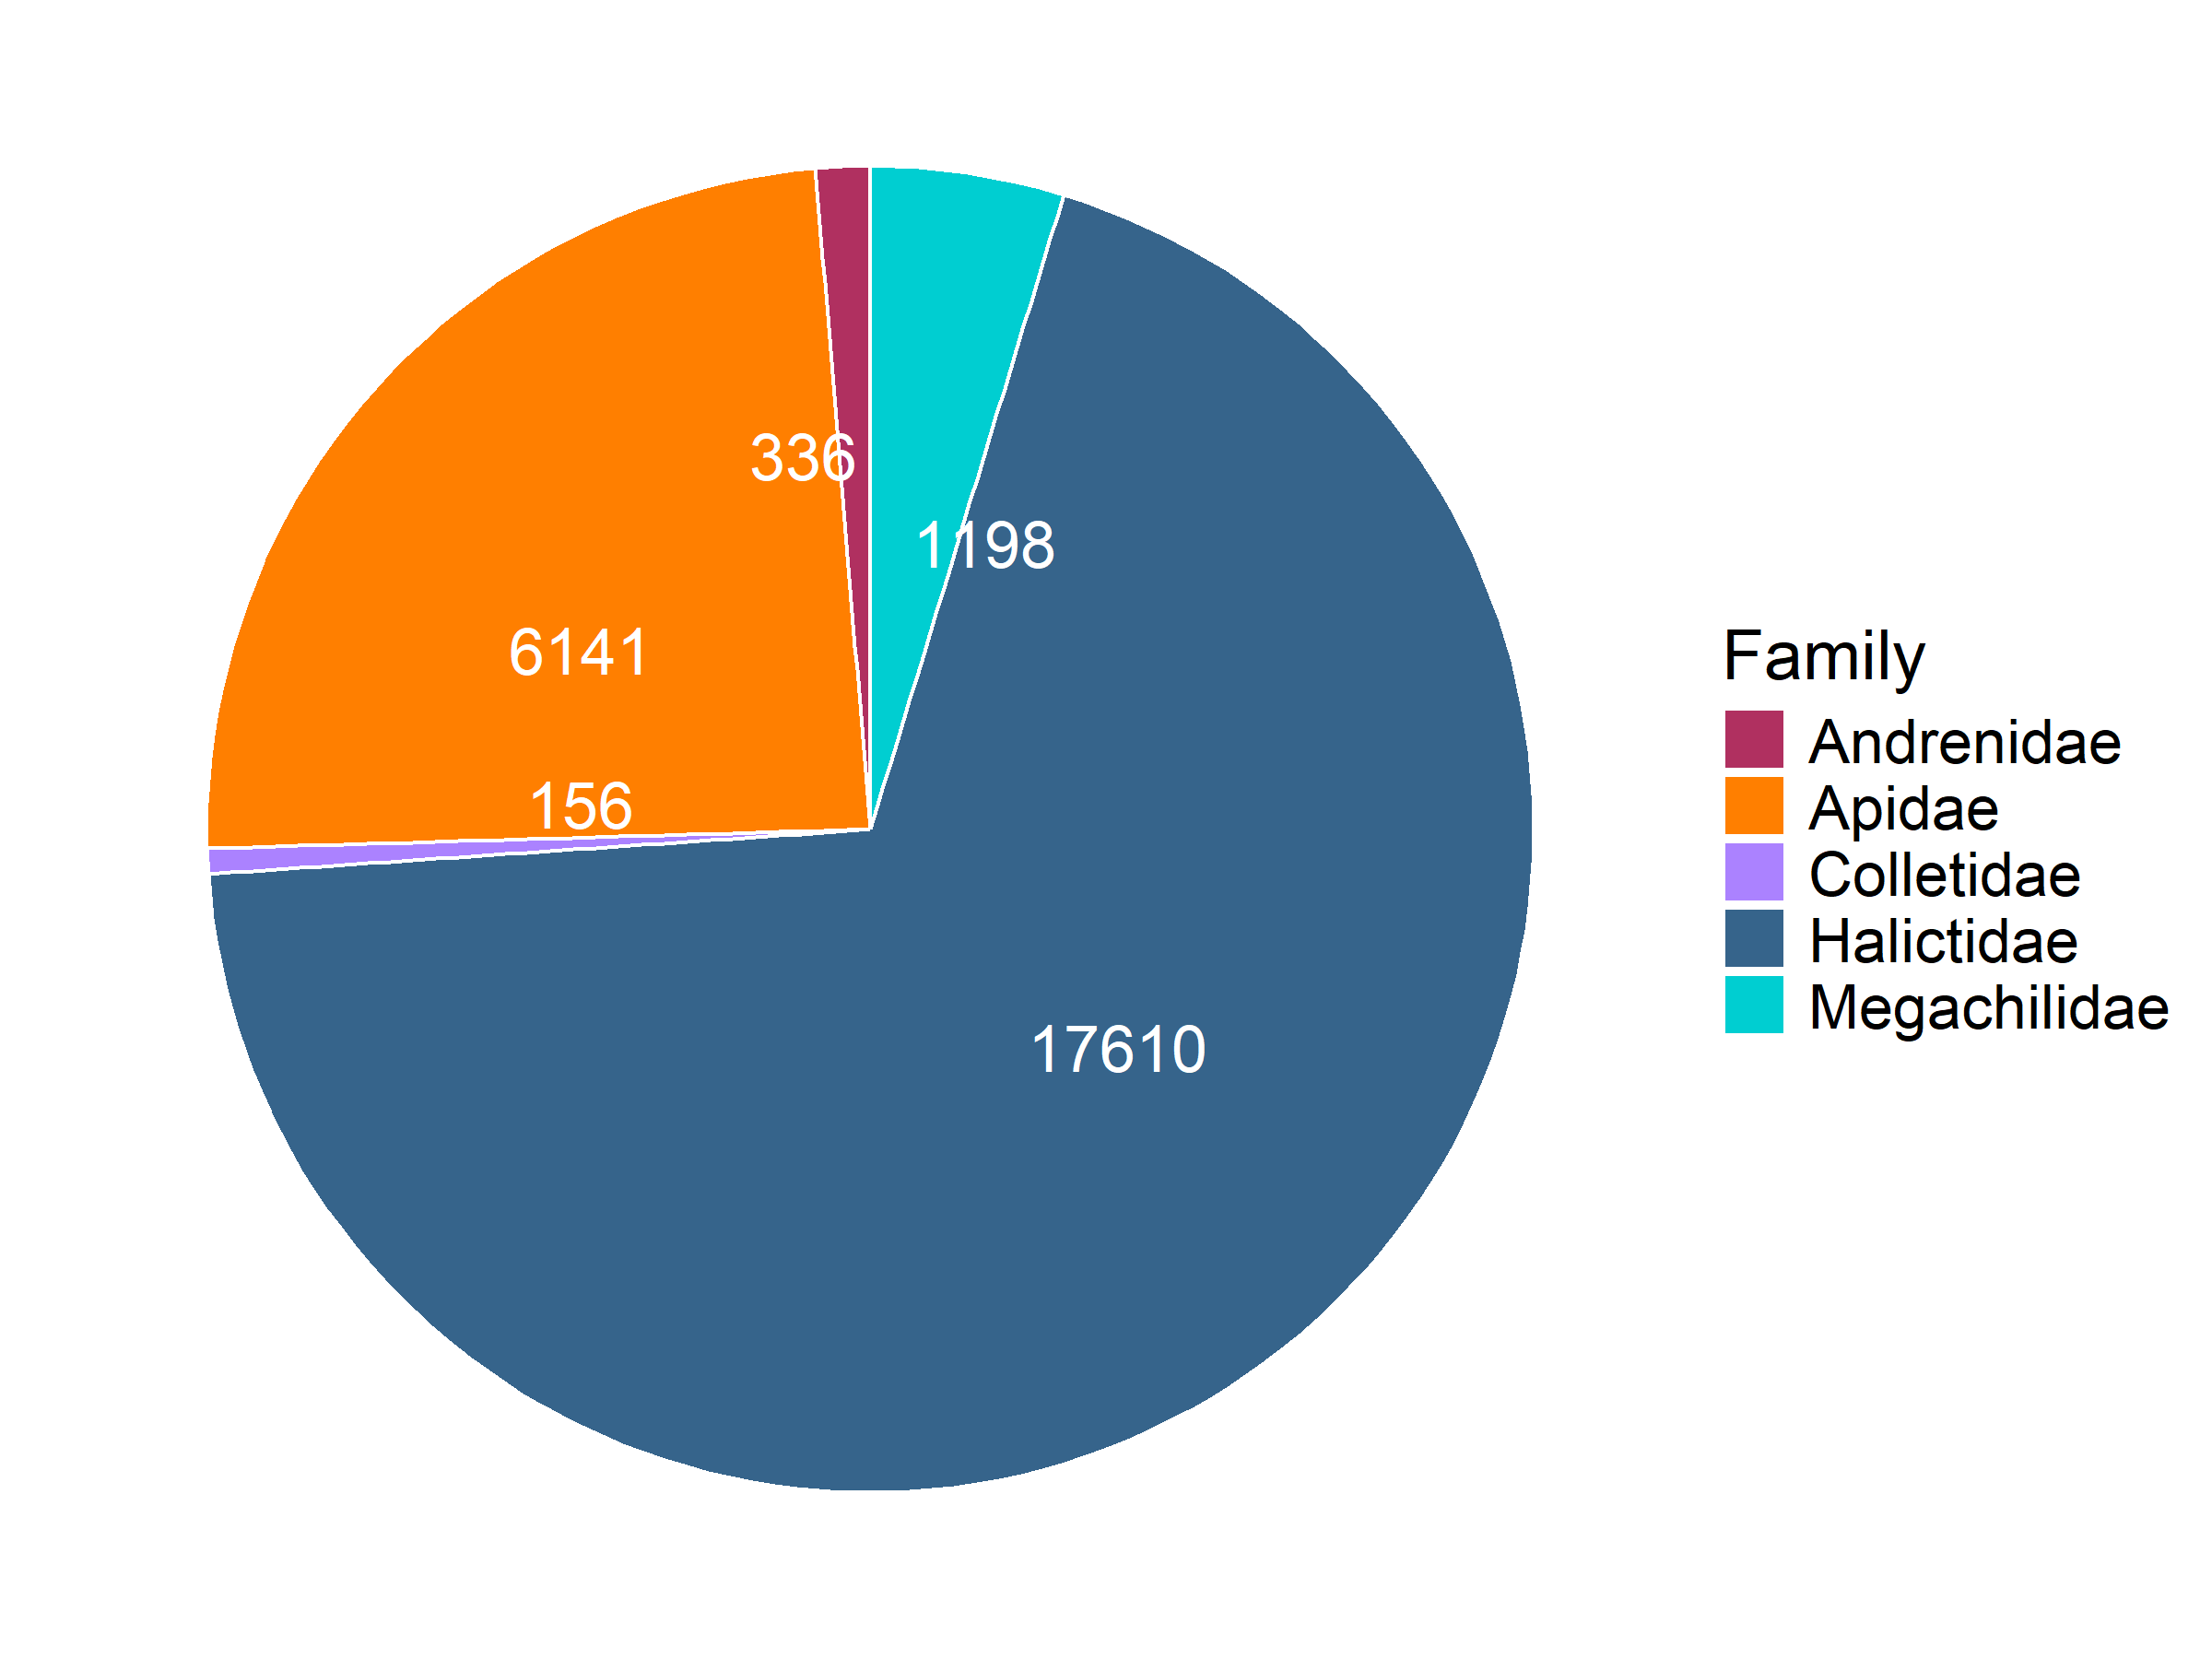 336
1198
6141
156
17610
Family
Andrenidae
Apidae
Colletidae
Halictidae
Megachilidae